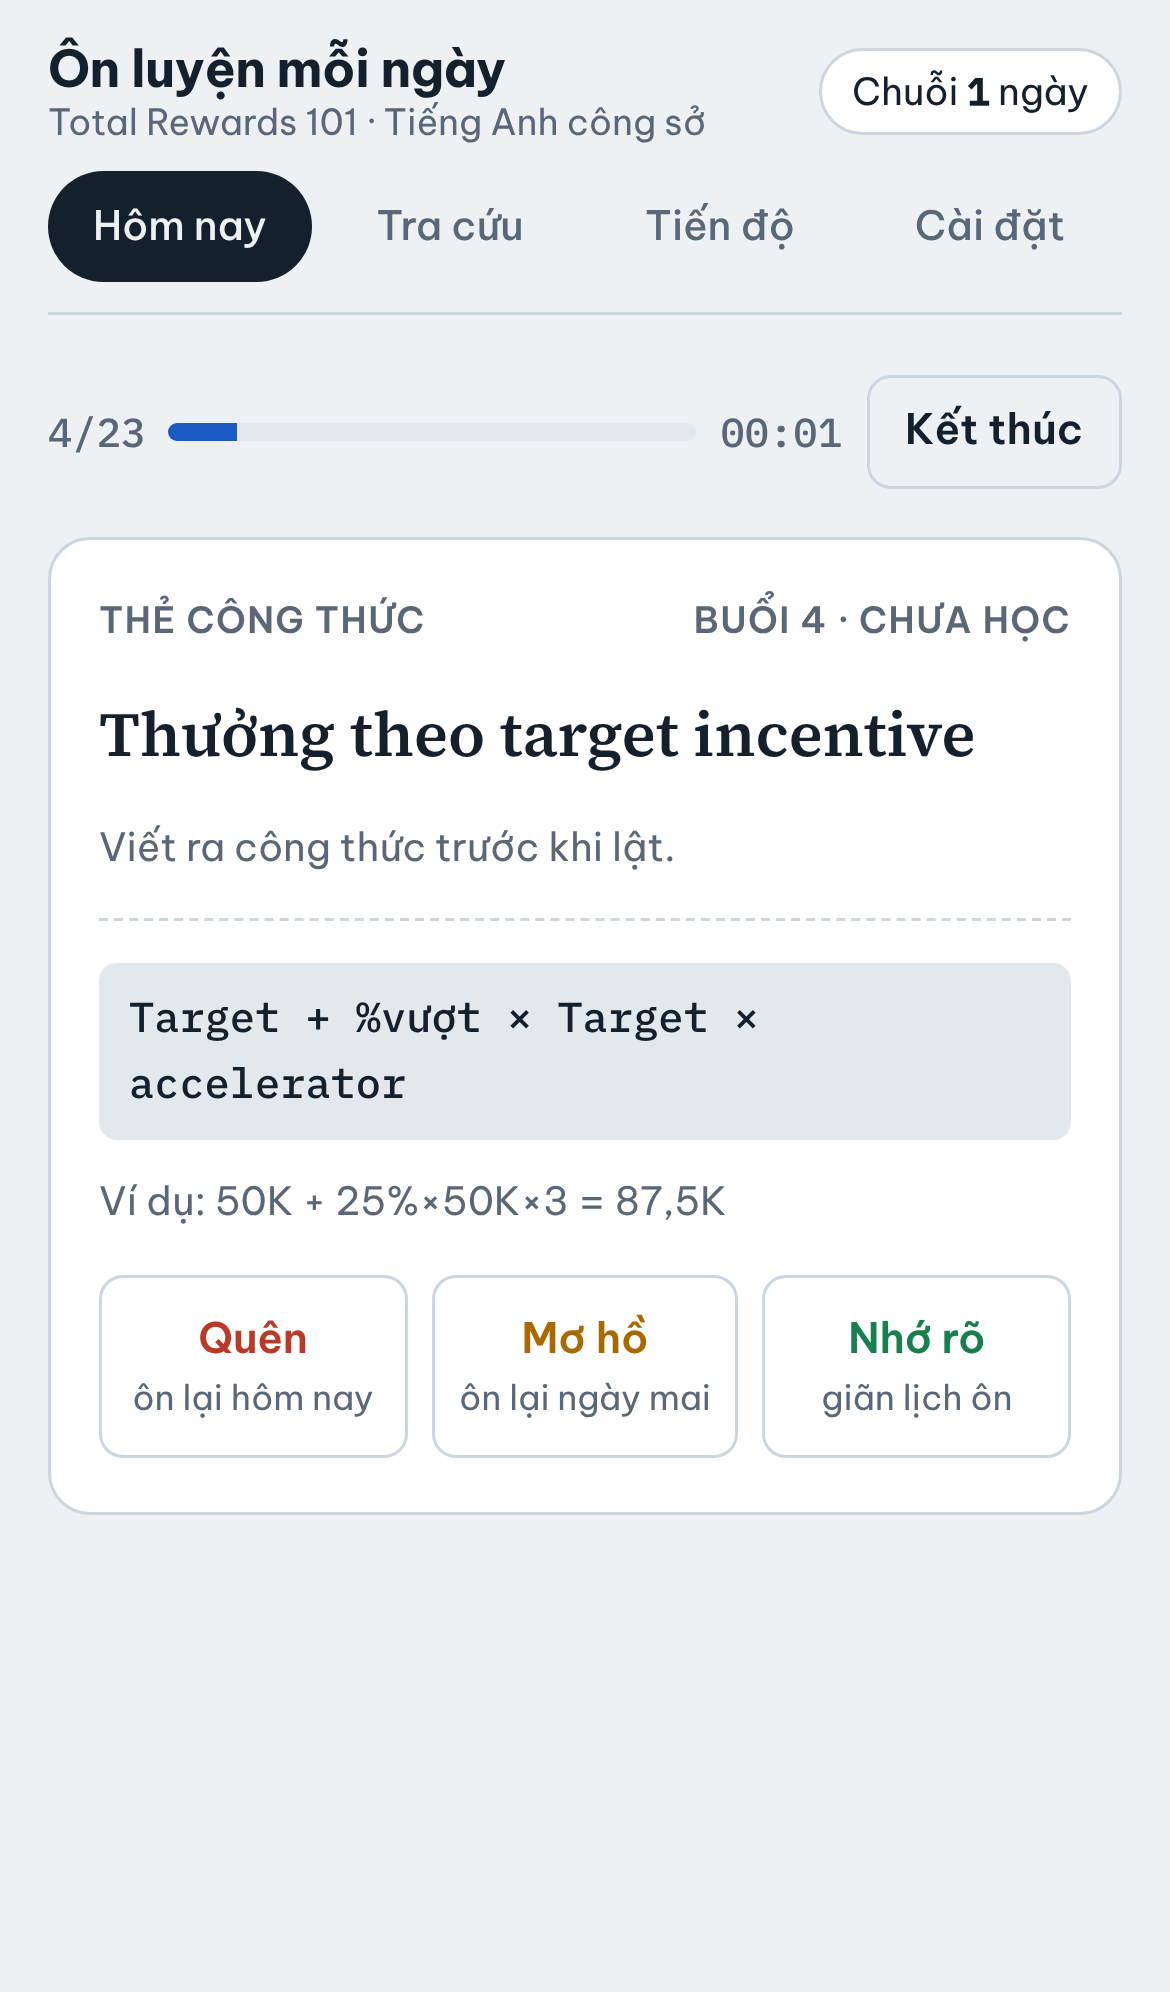 Ôn luyện mỗi ngày
Total Rewards 101 · Tiếng Anh công sở
Chuỗi 1 ngày
Hôm nay
Tra cứu
Tiến độ
Cài đặt
4/23
00:01
Kết thúc
THẺ CÔNG THỨC
BUỔI 4 · CHƯA HỌC
Thưởng theo target incentive
Viết ra công thức trước khi lật.
Target + %vượt × Target ×
accelerator
Ví dụ: 50K + 25%×50K×3 = 87,5K
Quên
ôn lại hôm nay
Mơ hồ
ôn lại ngày mai
Nhớ rõ
giãn lịch ôn